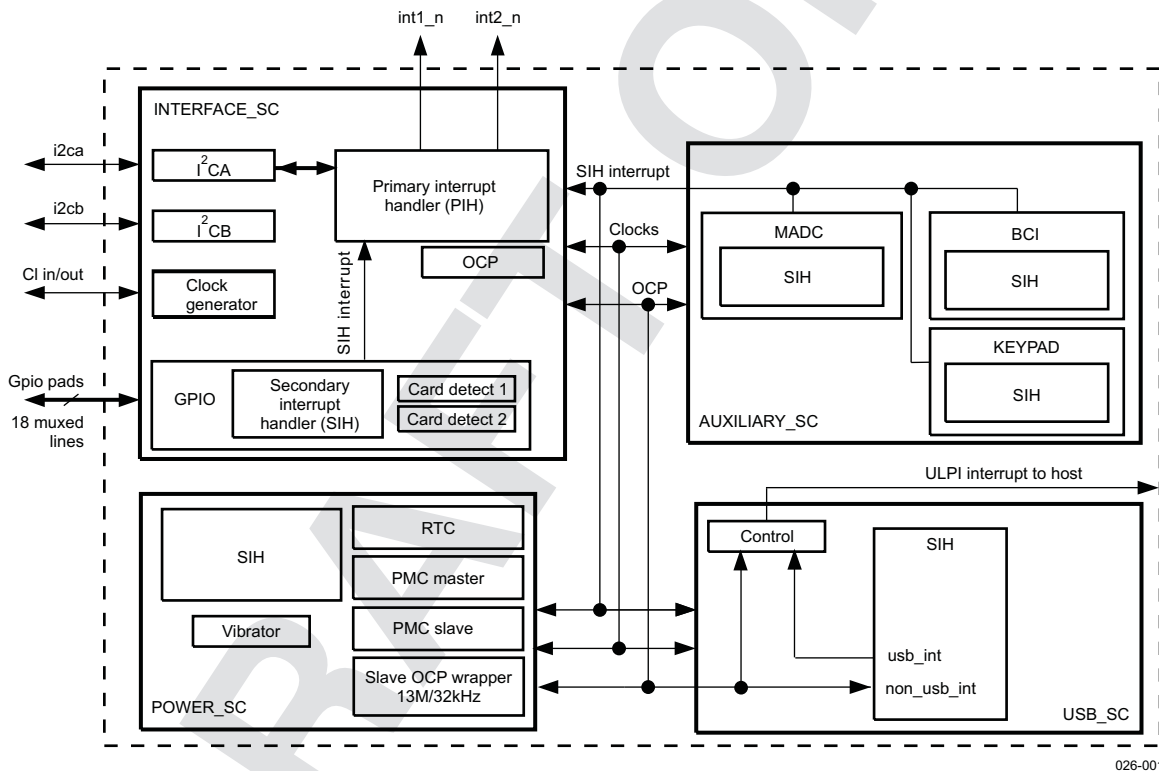 int1_n
int2_n
INTERFACE_SC
i2ca
I2CA
Primary interrupt
handler (PIH)
i2cb
I2CB
OCP
CI in/out
Clock
generator
SIH interrupt
Gpio pads
18 muxed
lines
GPIO
Secondary
interrupt
handler (SIH)
Card detect 1
Card detect 2
SIH interrupt
Clocks
OCP
MADC
SIH
BCI
SIH
KEYPAD
SIH
AUXILIARY_SC
ULPI interrupt to host
SIH
RTC
PMC master
Vibrator
PMC slave
Slave OCP wrapper
13M/32kHz
POWER_SC
Control
SIH
usb_int
non_usb_int
USB_SC
026-001